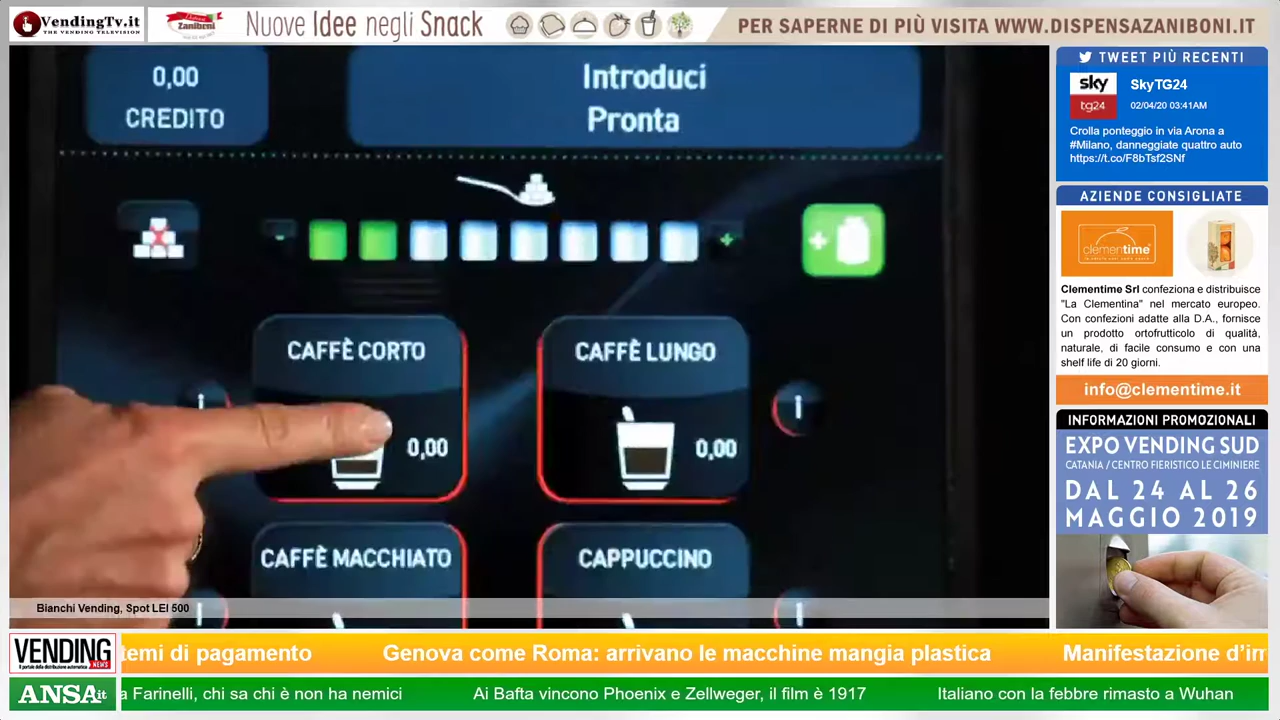 VendingTv.it
THE VENDING TELEVISION
Zaniboni
Nuove Idee negli Snack
PER SAPERNE DI PIÙ VISITA WWW.DISPENSAZANIBONI.IT
0,00
CREDITO
Introduci
Pronta
- +
+
CAFFÈ CORTO
0,00
CAFFÈ LUNGO
0,00
i
i
CAFFÈ MACCHIATO
CAPPUCCINO
Bianchi Vending, Spot LEI 500
TWEET PIÙ RECENTI
sky
tg24
SkyTG24
02/04/20 03:41AM
Crolla ponteggio in via Arona a
#Milano, danneggiate quattro auto
https://t.co/F8bTsf2SNf
AZIENDE CONSIGLIATE
clementime
Clementime Srl confeziona e distribuisce
"La Clementina" nel mercato europeo.
Con confezioni adatte alla D.A., fornisce
un prodotto ortofrutticolo di qualità,
naturale, di facile consumo e con una
shelf life di 20 giorni.
info@clementime.it
INFORMAZIONI PROMOZIONALI
EXPO VENDING SUD
CATANIA / CENTRO FIERISTICO LE CIMINIERE
DAL 24 AL 26
MAGGIO 2019
VENDING
NEWS
temi di pagamento Genova come Roma: arrivano le macchine mangia plastica Manifestazione d'in
ANSA.it
a Farinelli, chi sa chi è non ha nemici Ai Bafta vincono Phoenix e Zellweger, il film è 1917 Italiano con la febbre rimasto a Wuhan